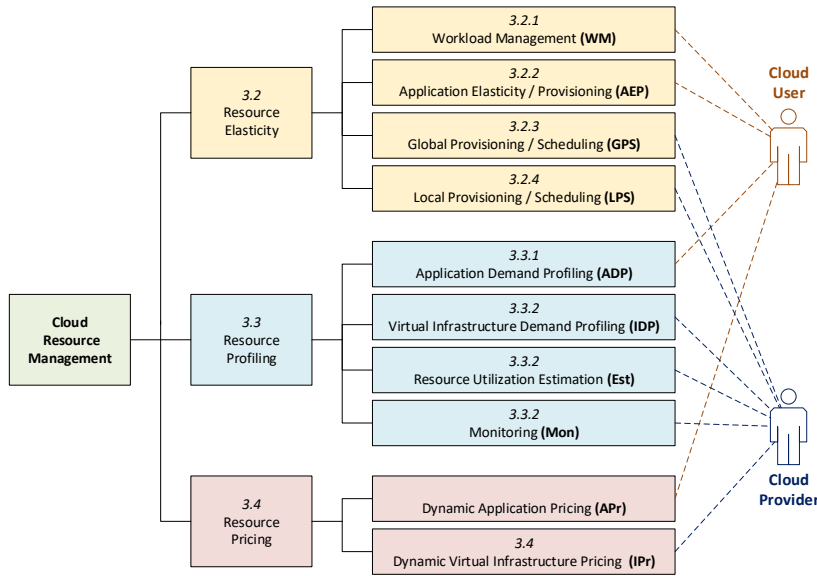 Cloud
Resource
Management
3.2
Resource
Elasticity
3.2.1
Workload Management (WM)
3.2.2
Application Elasticity / Provisioning (AEP)
3.2.3
Global Provisioning / Scheduling (GPS)
3.2.4
Local Provisioning / Scheduling (LPS)
3.3
Resource
Profiling
3.3.1
Application Demand Profiling (ADP)
3.3.2
Virtual Infrastructure Demand Profiling (IDP)
3.3.2
Resource Utilization Estimation (Est)
3.3.2
Monitoring (Mon)
3.4
Resource
Pricing
Dynamic Application Pricing (APr)
3.4
Dynamic Virtual Infrastructure Pricing (IPr)
Cloud
User
Cloud
Provider